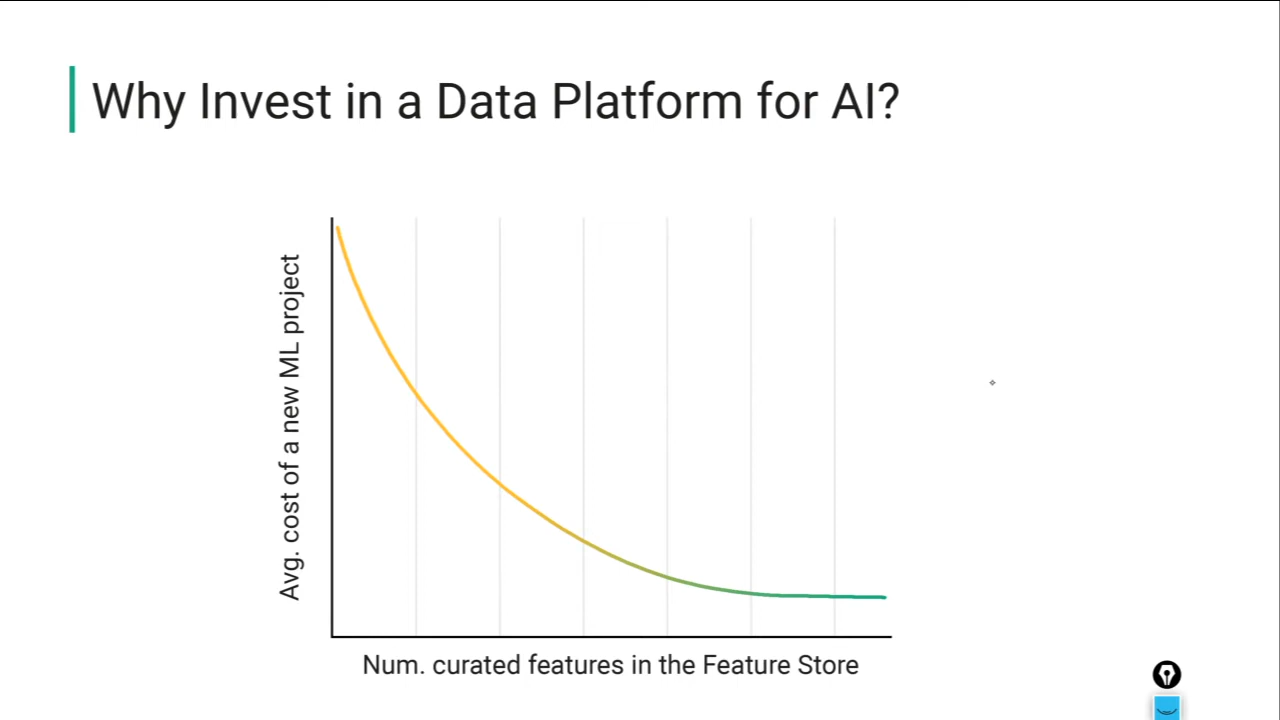 Why Invest in a Data Platform for AI?
Avg. cost of a new ML project
Num. curated features in the Feature Store